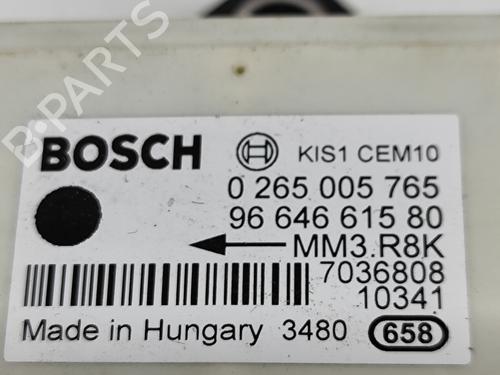 B-PARTS
BOSCH KIS1 CEM10
0 265 005 765
96 646 615 80
MM3.R8K
7036808
10341
Made in Hungary 3480 658